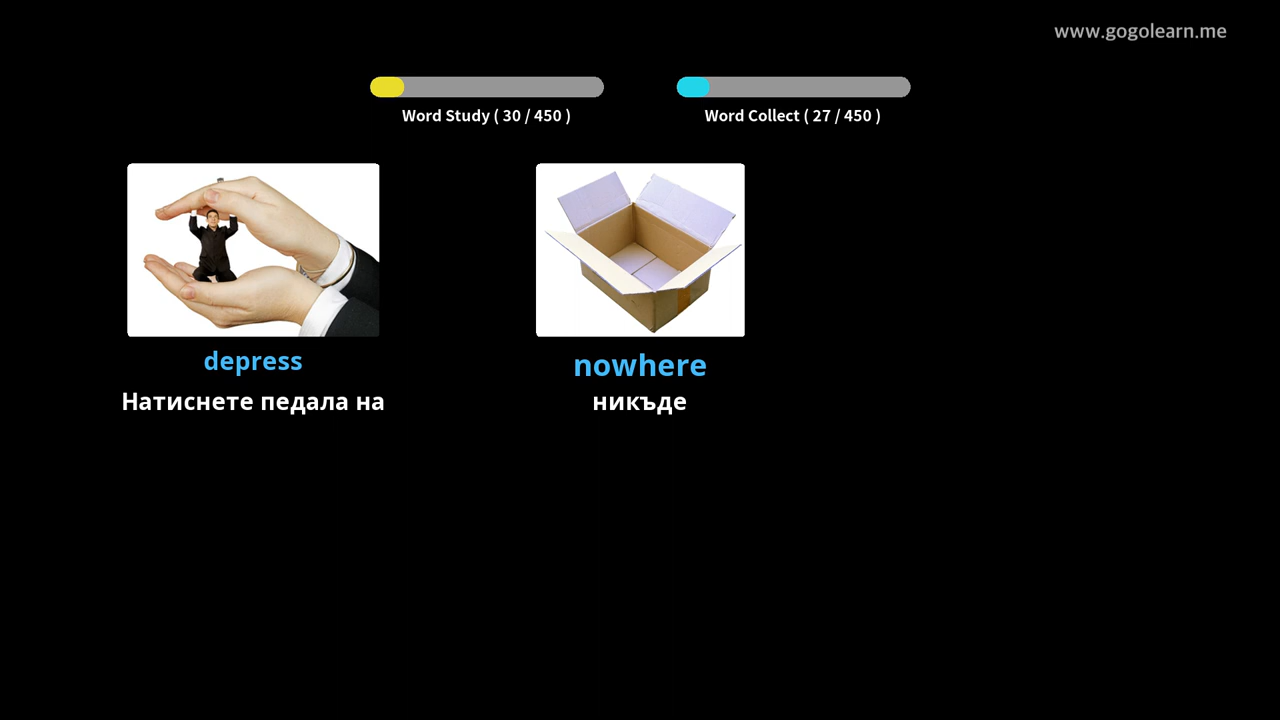 www.gogolearn.me
Word Study ( 30 / 450 )
Word Collect ( 27 / 450 )
depress
Натиснете педала на
nowhere
никъде